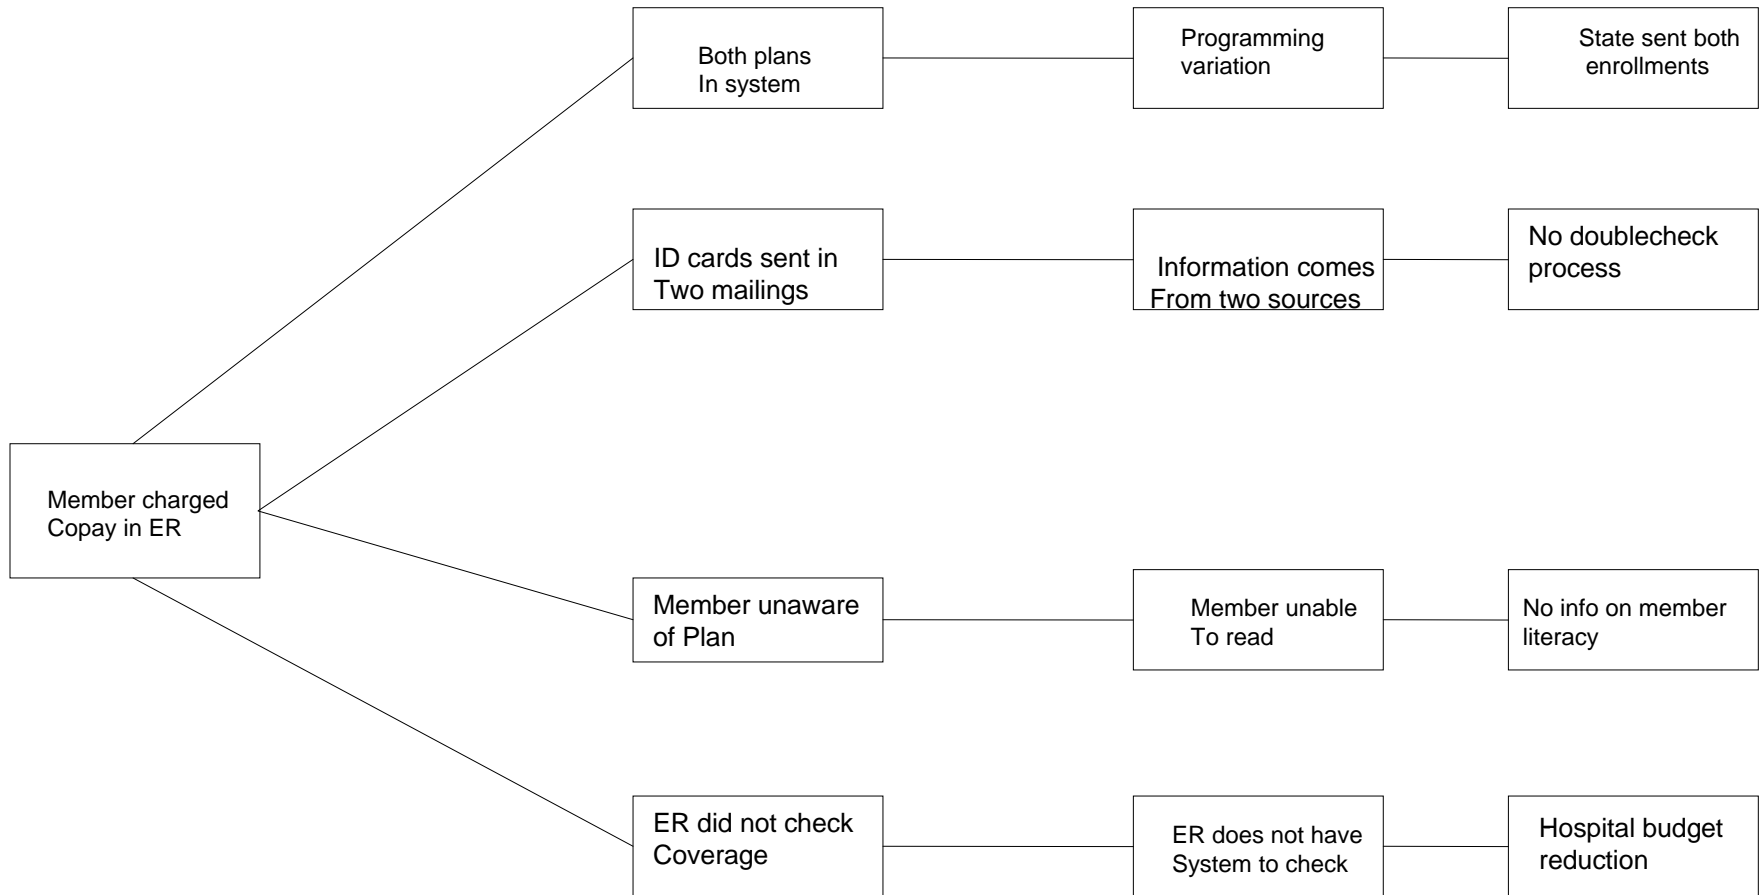 Both plans
In system
Programming
variation
State sent both
enrollments
ID cards sent in
Two mailings
Information comes
From two sources
No doublecheck
process
Member charged
Copay in ER
Member unaware
of Plan
Member unable
To read
No info on member
literacy
ER did not check
Coverage
ER does not have
System to check
Hospital budget
reduction